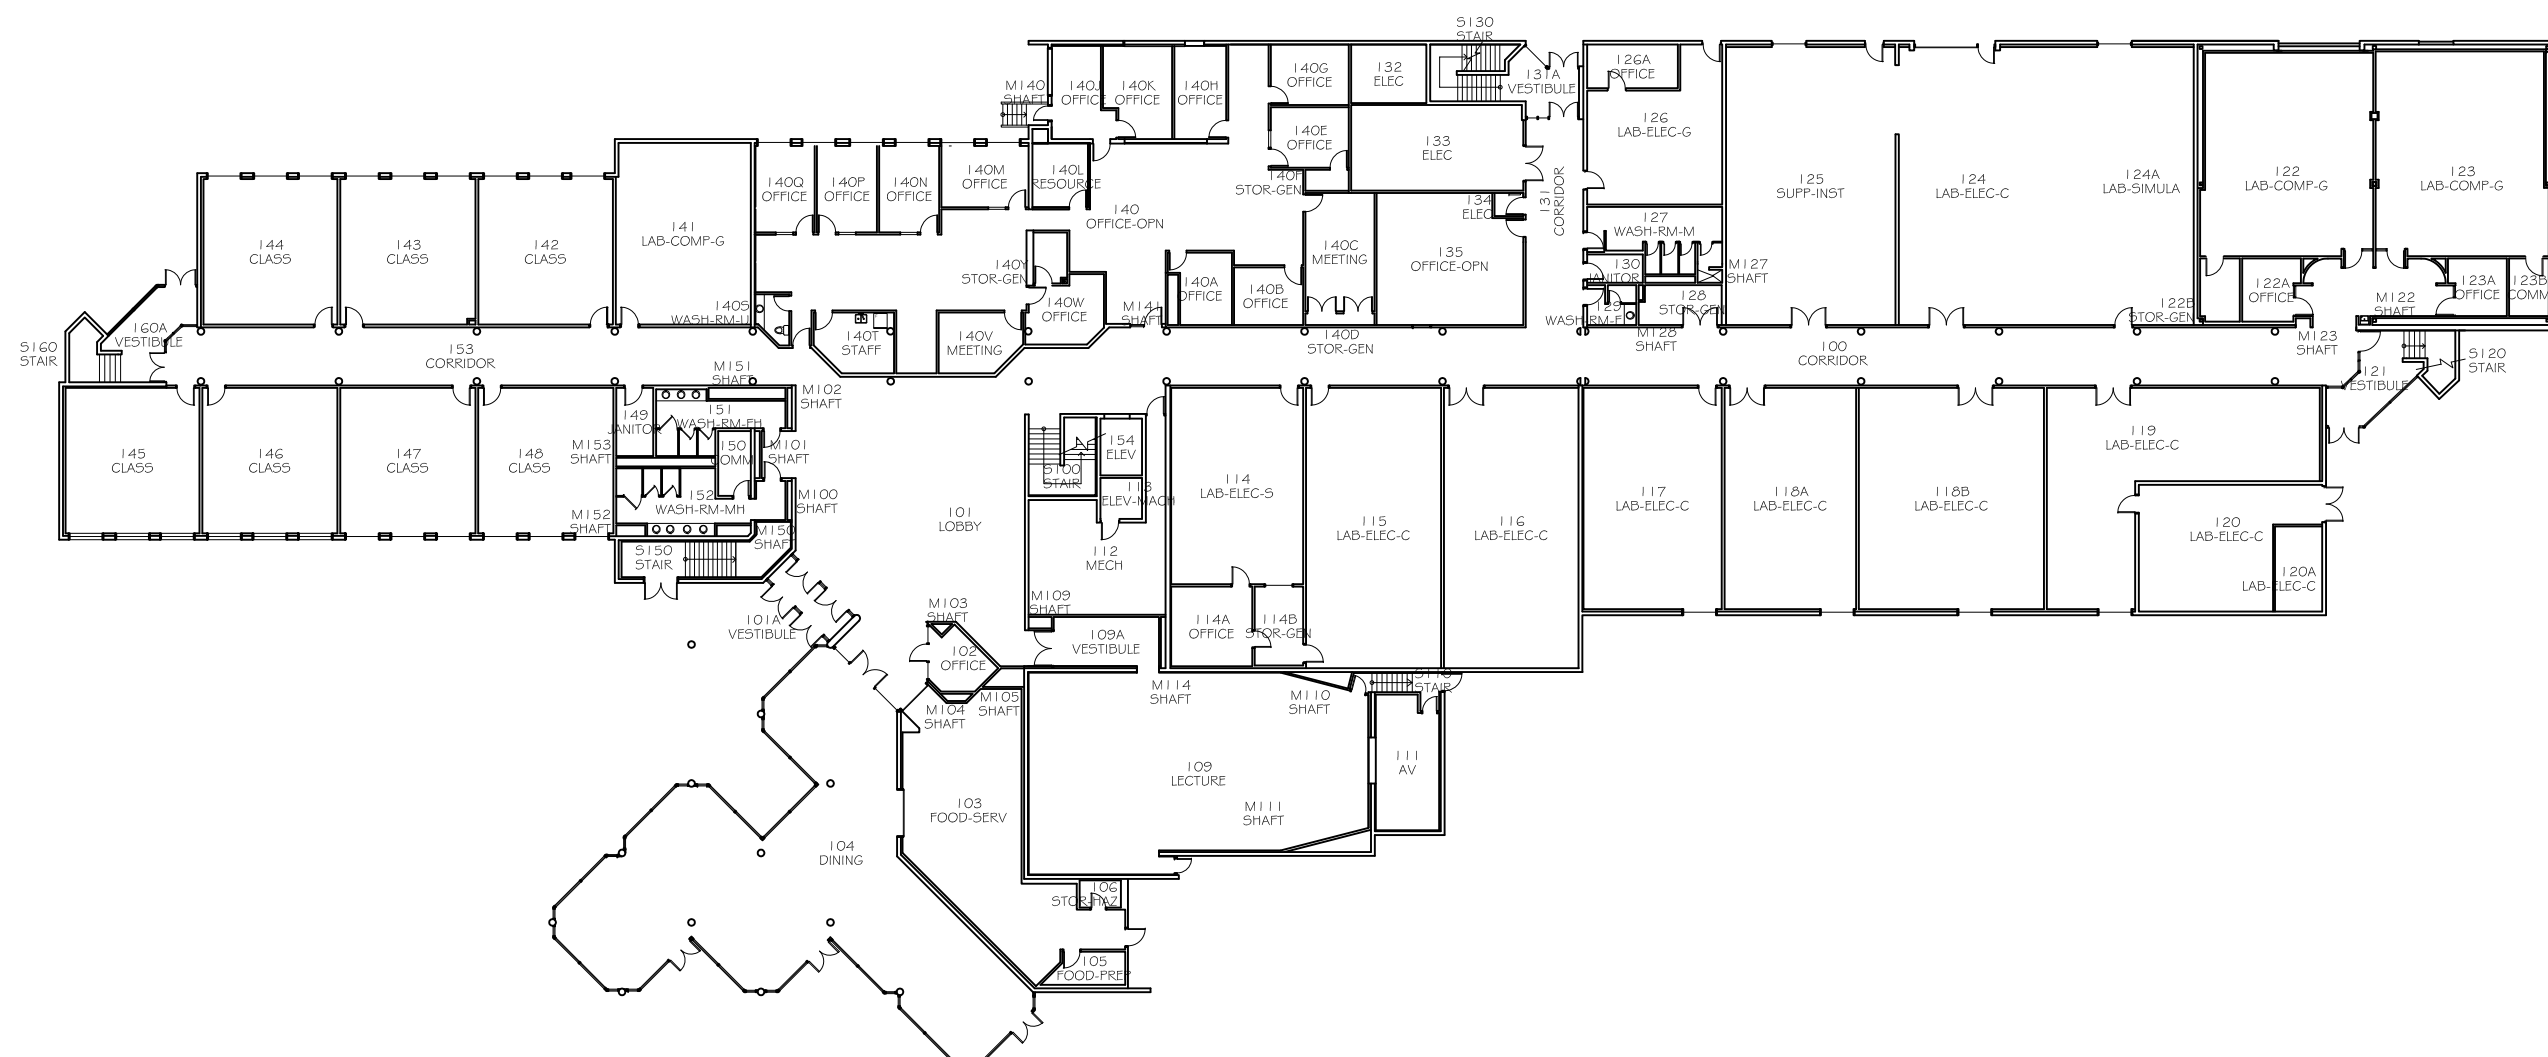 S130
STAIR
M140
SHAFT
140J
OFFICE
140K
OFFICE
140H
OFFICE
140G
OFFICE
132
ELEC
131A
VESTIBULE
126A
OFFICE
140E
OFFICE
133
ELEC
126
LAB-ELEC-G
140Q
OFFICE
140P
OFFICE
140N
OFFICE
140M
OFFICE
140L
RESOURCE
140F
STOR-GEN
140
OFFICE-OPN
134
ELEC
131
CORRIDOR
125
SUPP-INST
124
LAB-ELEC-C
124A
LAB-SIMULA
122
LAB-COMP-G
123
LAB-COMP-G
144
CLASS
143
CLASS
142
CLASS
141
LAB-COMP-G
140Y
STOR-GEN
140C
MEETING
135
OFFICE-OPN
127
WASH-RM-M
130
JANITOR
M127
SHAFT
140S
WASH-RM-U
140W
OFFICE
M141
SHAFT
140A
OFFICE
140B
OFFICE
129
WASH-RM-F
128
STOR-GEN
122B
STOR-GEN
122A
OFFICE
M122
SHAFT
123A
OFFICE
123B
COMM
160A
VESTIBULE
S160
STAIR
153
CORRIDOR
140T
STAFF
140V
MEETING
140D
STOR-GEN
M128
SHAFT
100
CORRIDOR
M123
SHAFT
121
VESTIBULE
S120
STAIR
M151
SHAFT
M102
SHAFT
149
JANITOR
151
WASH-RM-FH
145
CLASS
146
CLASS
147
CLASS
148
CLASS
M153
SHAFT
150
COMM
M101
SHAFT
S100
STAIR
154
ELEV
113
ELEV-MACH
114
LAB-ELEC-S
119
LAB-ELEC-C
M152
SHAFT
152
WASH-RM-MH
M100
SHAFT
M150
SHAFT
S150
STAIR
101
LOBBY
112
MECH
115
LAB-ELEC-C
116
LAB-ELEC-C
117
LAB-ELEC-C
118A
LAB-ELEC-C
118B
LAB-ELEC-C
120
LAB-ELEC-C
120A
LAB-ELEC-C
101A
VESTIBULE
M103
SHAFT
M109
SHAFT
109A
VESTIBULE
114A
OFFICE
114B
STOR-GEN
102
OFFICE
M104
SHAFT
M105
SHAFT
M114
SHAFT
M110
SHAFT
S110
STAIR
109
LECTURE
111
AV
M111
SHAFT
103
FOOD-SERV
104
DINING
106
STOR-HAZ
105
FOOD-PREP